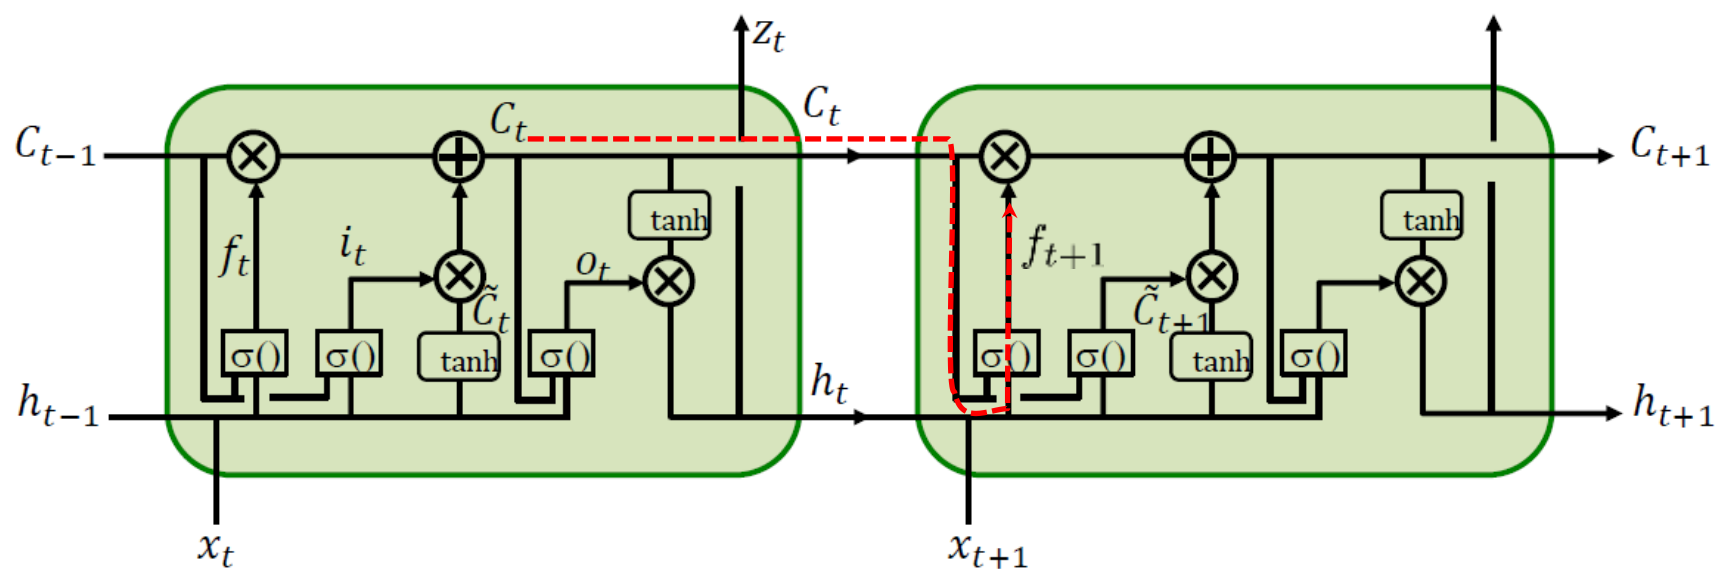 z_t
C_{t−1}
C_t
C_t
C_{t+1}
f_t
i_t
o_t
tanh
C̃_t
σ()
σ()
tanh
σ()
f_{t+1}
tanh
C̃_{t+1}
σ()
σ()
tanh
σ()
h_{t−1}
h_t
h_{t+1}
x_t
x_{t+1}